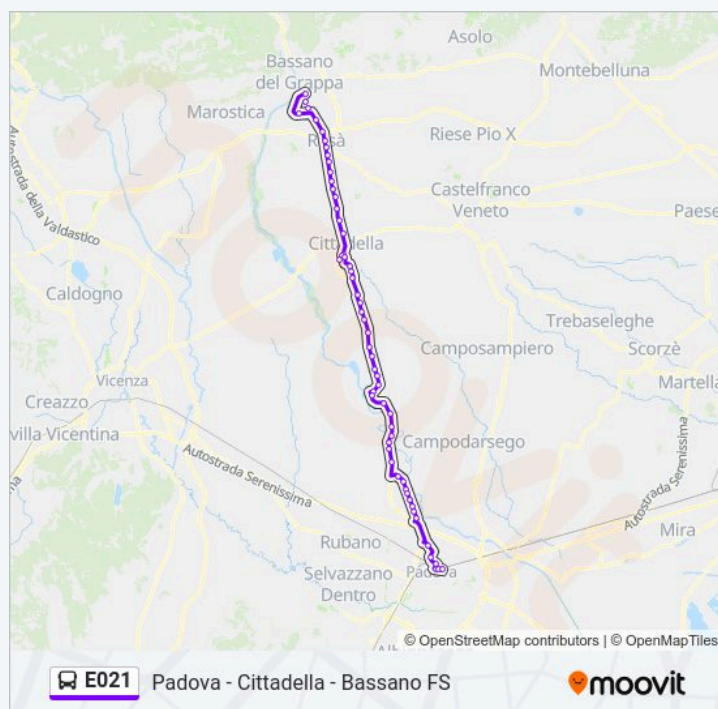 Asolo
Bassano
del Grappa
Montebelluna
Marostica
Rosà
Riese Pio X
Autostrada della Valdastico
Castelfranco
Veneto
Paese
Cittadella
Caldogno
Trebaseleghe
Camposampiero
Scorzè
Vicenza
Martella
Creazzo
villa Vicentina
Campodarsego
Autostrada Serenissima
Autostrada Serenissima
Mira
Rubano
Selvazzano
Dentro
Padova
© OpenStreetMap contributors | © OpenMapTiles
E021 Padova - Cittadella - Bassano FS
moovit